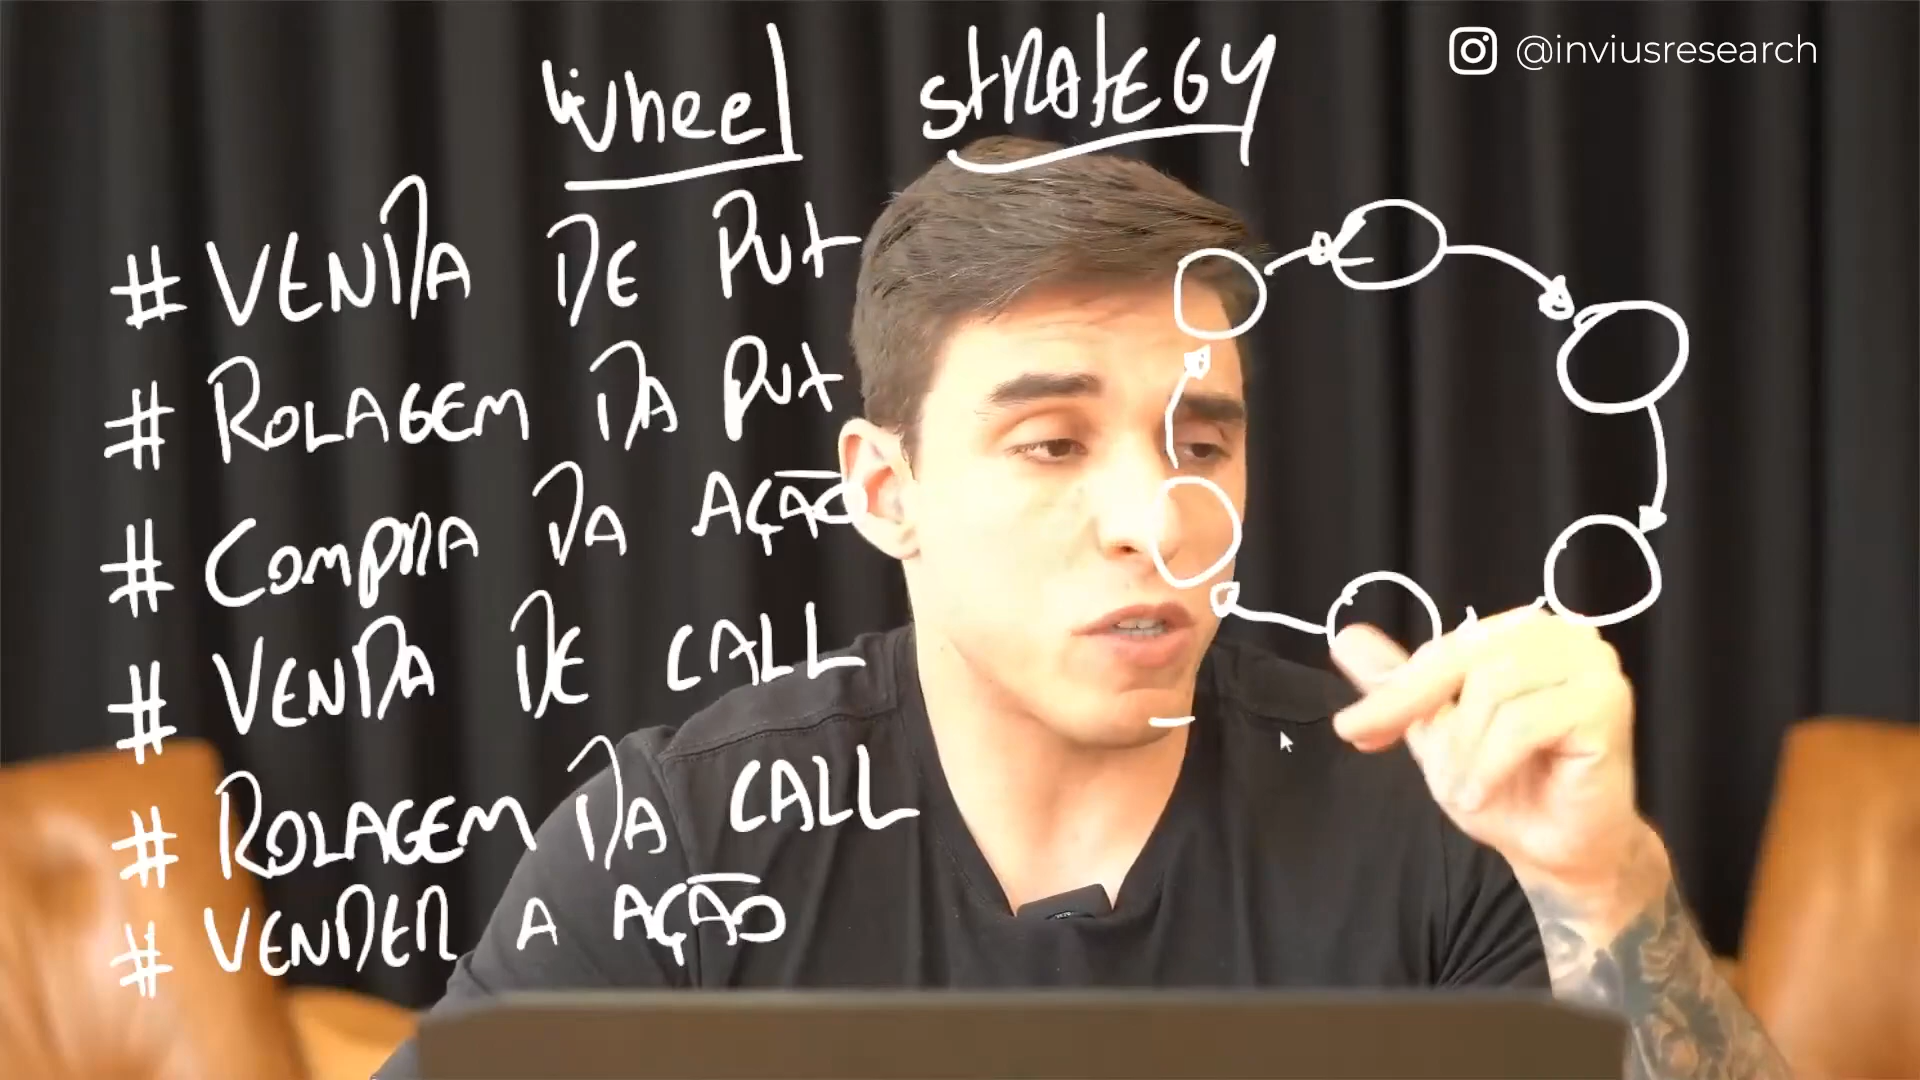 @inviusresearch
Wheel STRATEGY
# VENDA DE PUT
# ROLAGEM DA PUT
# COMPRA DA AÇÃO
# VENDA DE CALL
# ROLAGEM DA CALL
# VENDER A AÇÃO